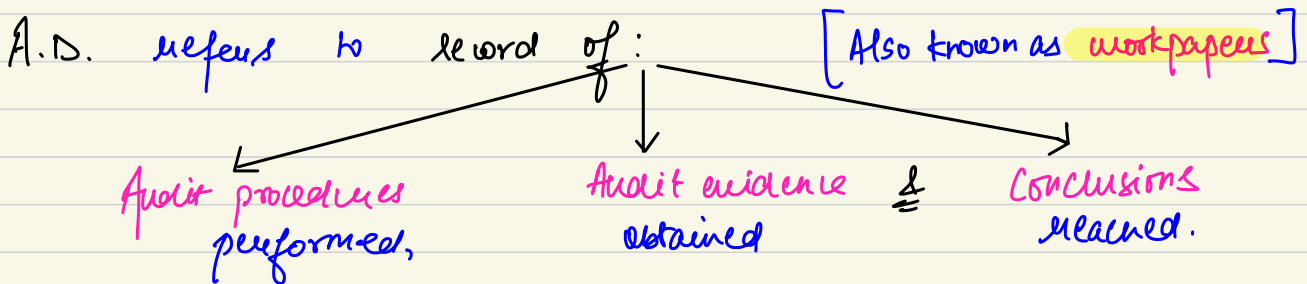 A.D. refers to record of : [Also known as workpapers]
Audit procedures Audit evidence & Conclusions
performed, obtained reached.